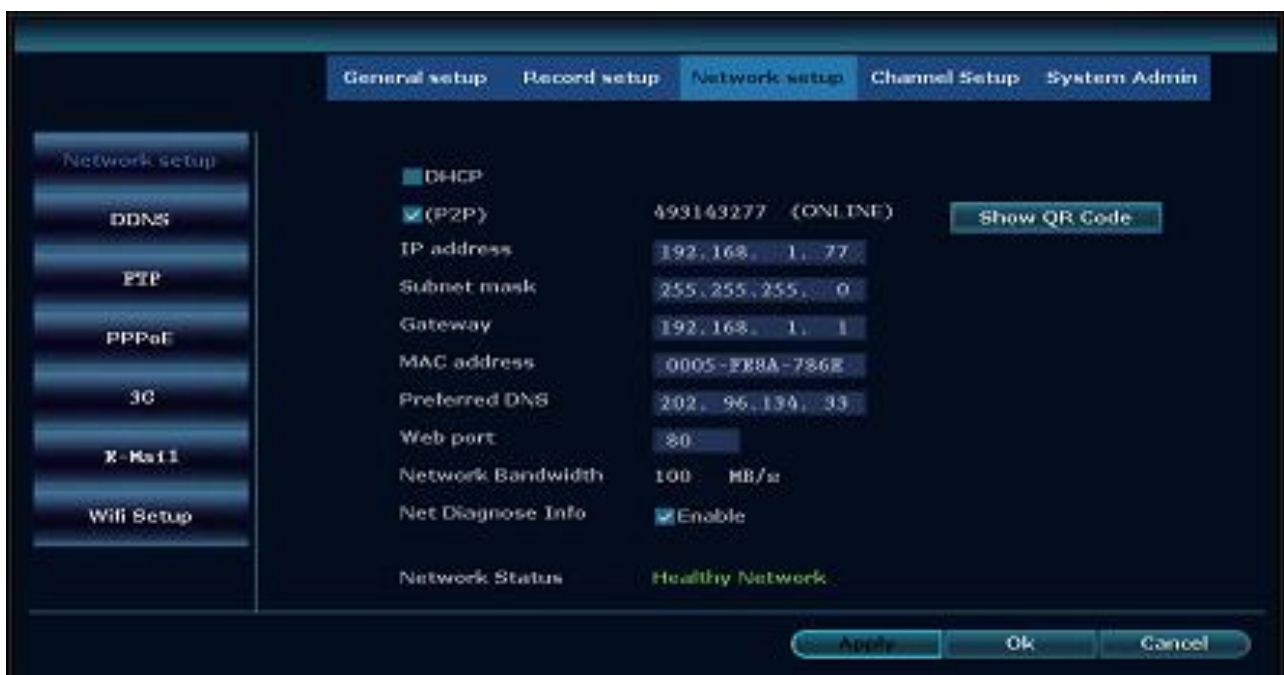 General setup Record setup Network setup Channel Setup System Admin
Network setup
DDNS
FTP
PPPoE
3G
E-Mail
Wifi Setup
DHCP
(P2P) 493143277 (ONLINE) Show QR Code
IP address 192.168. 1. 77
Subnet mask 255.255.255. 0
Gateway 192.168. 1. 1
MAC address 0005-FE8A-786E
Preferred DNS 202. 96.134. 33
Web port 80
Network Bandwidth 100 MB/s
Net Diagnose Info Enable
Network Status Healthy Network
Apply Ok Cancel